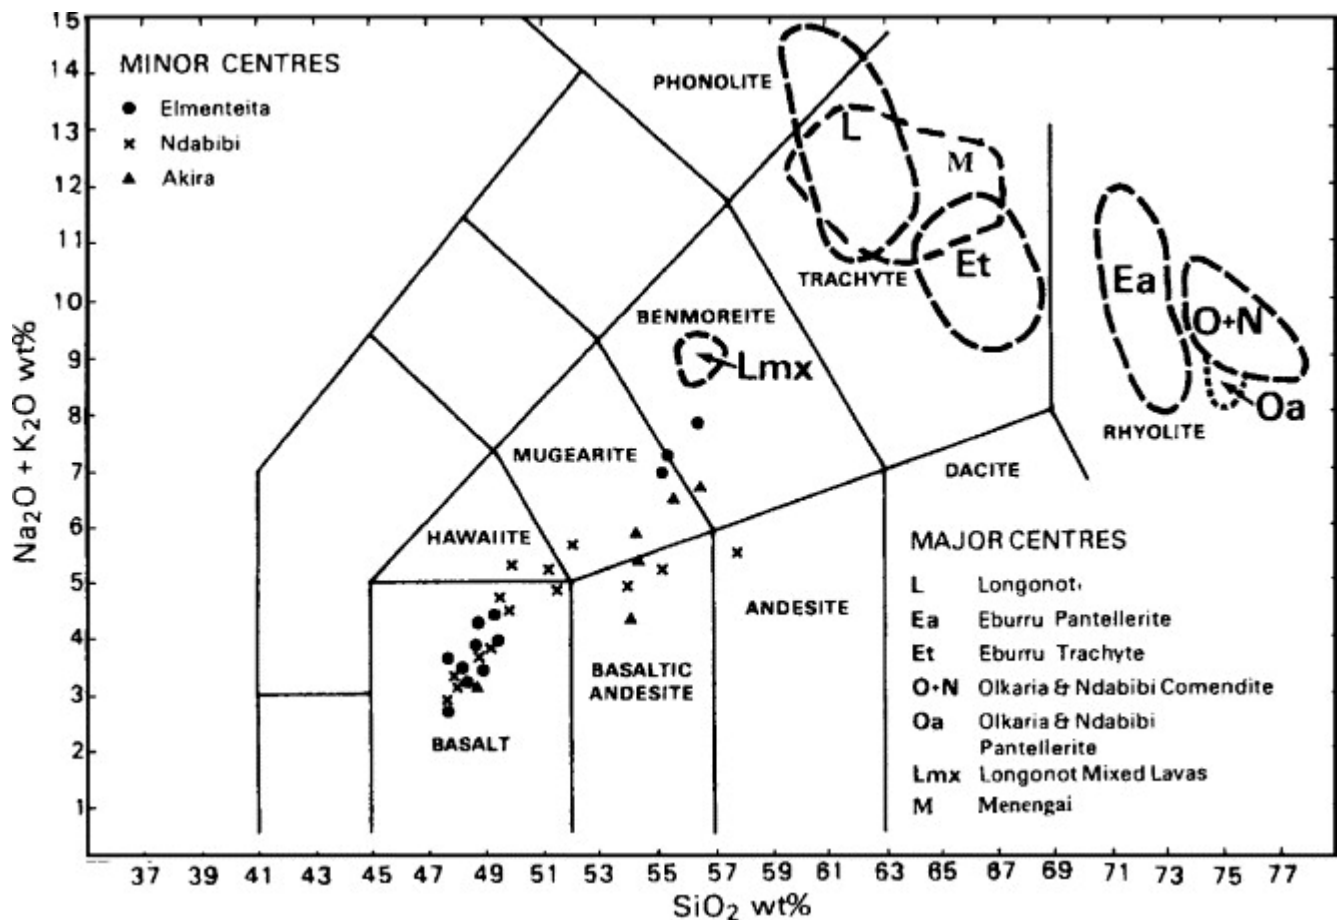 15
14
13
12
11
10
9
8
7
6
5
4
3
2
1
Na₂O + K₂O wt%
MINOR CENTRES
Elmenteita
Ndabibi
Akira
PHONOLITE
L
M
TRACHYTE
Et
Ea
O+N
Oa
RHYOLITE
BENMOREITE
Lmx
MUGEARITE
DACITE
HAWAIITE
ANDESITE
BASALTIC
ANDESITE
BASALT
MAJOR CENTRES
L Longonot
Ea Eburru Pantellerite
Et Eburru Trachyte
O+N Olkaria & Ndabibi Comendite
Oa Olkaria & Ndabibi
Pantellerite
Lmx Longonot Mixed Lavas
M Menengai
37 39 41 43 45 47 49 51 53 55 57 59 61 63 65 67 69 71 73 75 77
SiO₂ wt%